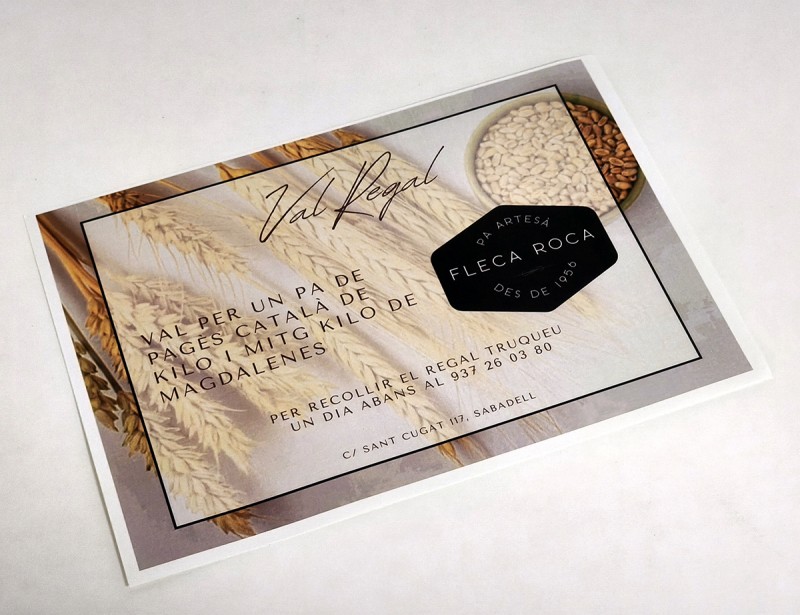 Val Regal
PA ARTESÀ
FLECA ROCA
DES DE 1956
VAL PER UN PA DE
PAGÈS CATALÀ DE
KILO I MITG KILO DE
MAGDALENES
PER RECOLLIR EL REGAL TRUQUEU
UN DIA ABANS AL 937 26 03 80
C/ SANT CUGAT 117, SABADELL